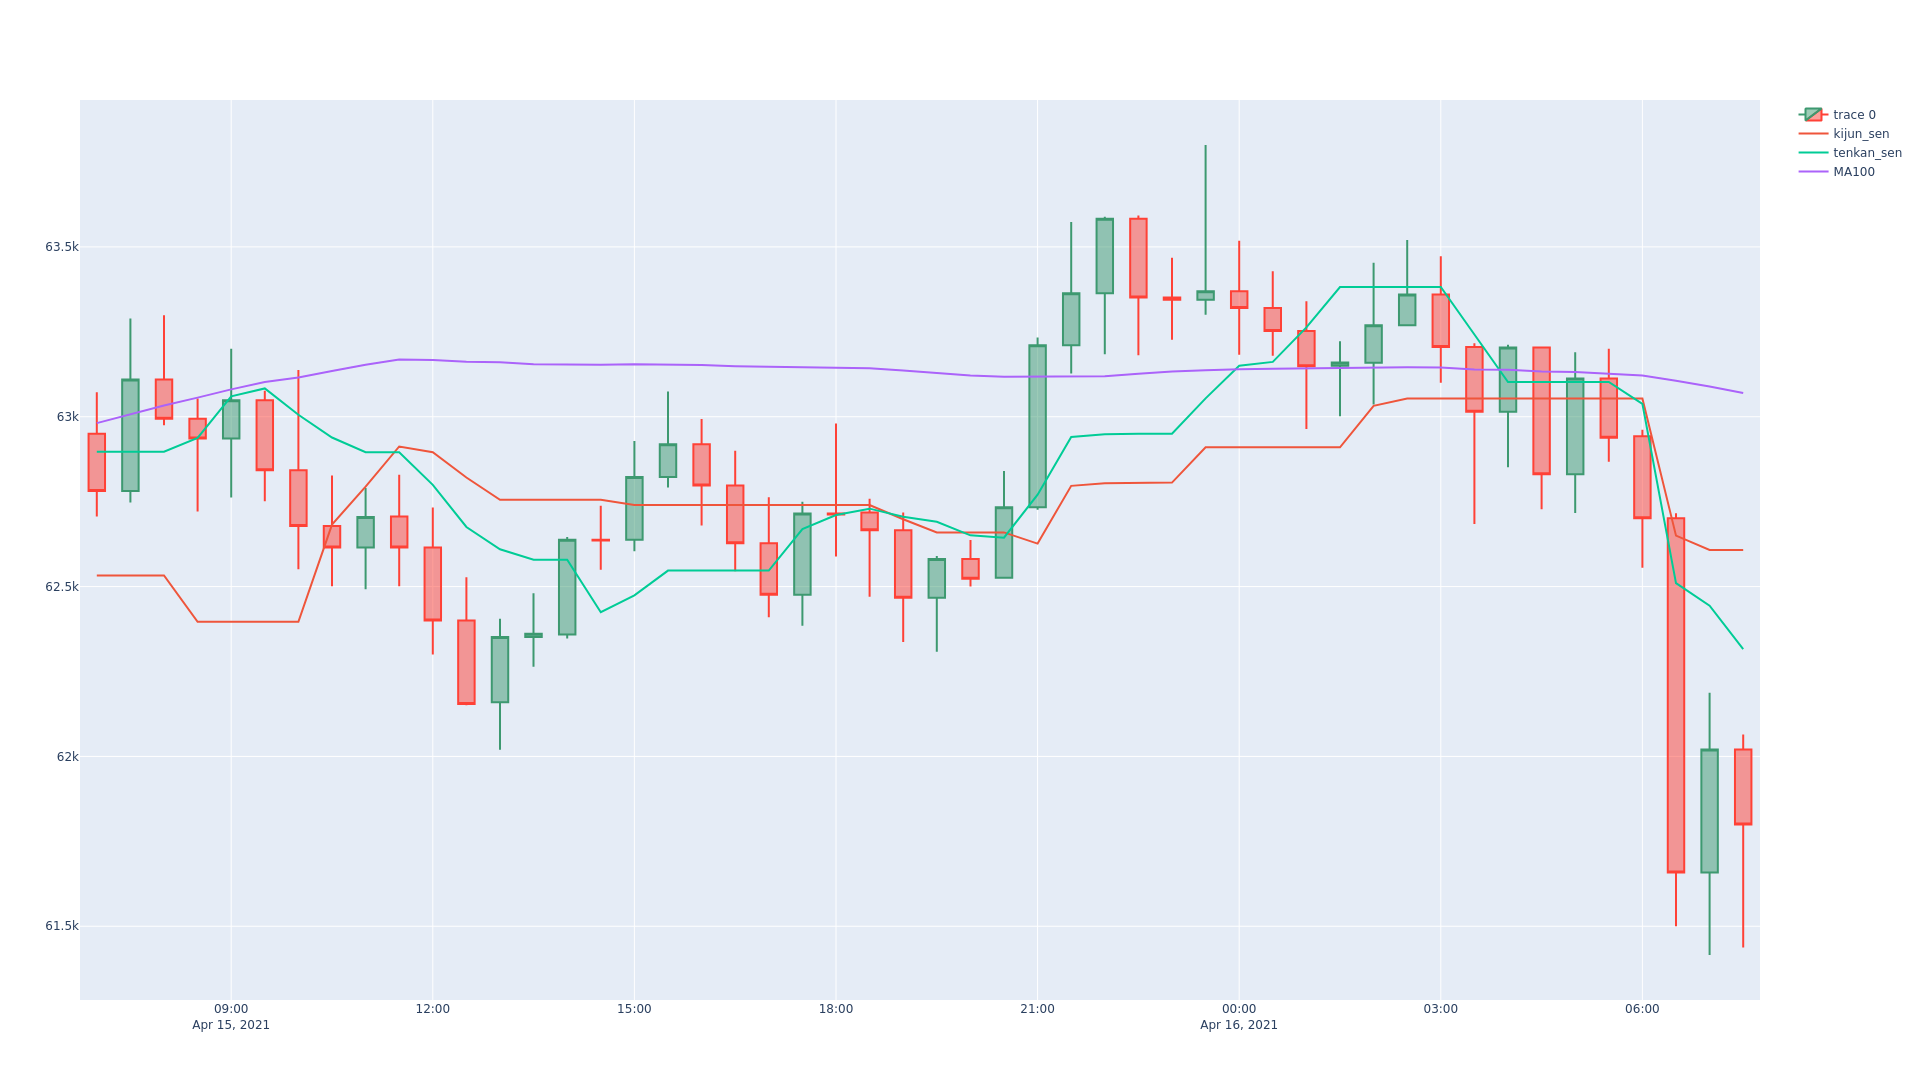 trace 0
kijun_sen
tenkan_sen
MA100
63.5k
63k
62.5k
62k
61.5k
09:00 12:00 15:00 18:00 21:00 00:00 03:00 06:00
Apr 15, 2021 Apr 16, 2021